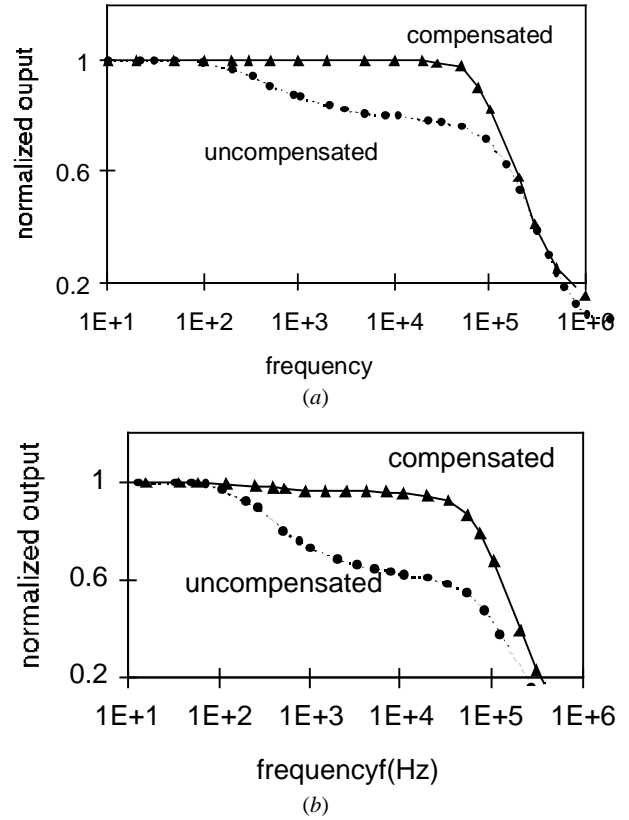 compensated
1
normalized ouput
0.6
uncompensated
0.2
1E+1 1E+2 1E+3 1E+4 1E+5 1E+6
frequency
(a)
compensated
1
normalized output
0.6
uncompensated
0.2
1E+1 1E+2 1E+3 1E+4 1E+5 1E+6
frequencyf(Hz)
(b)